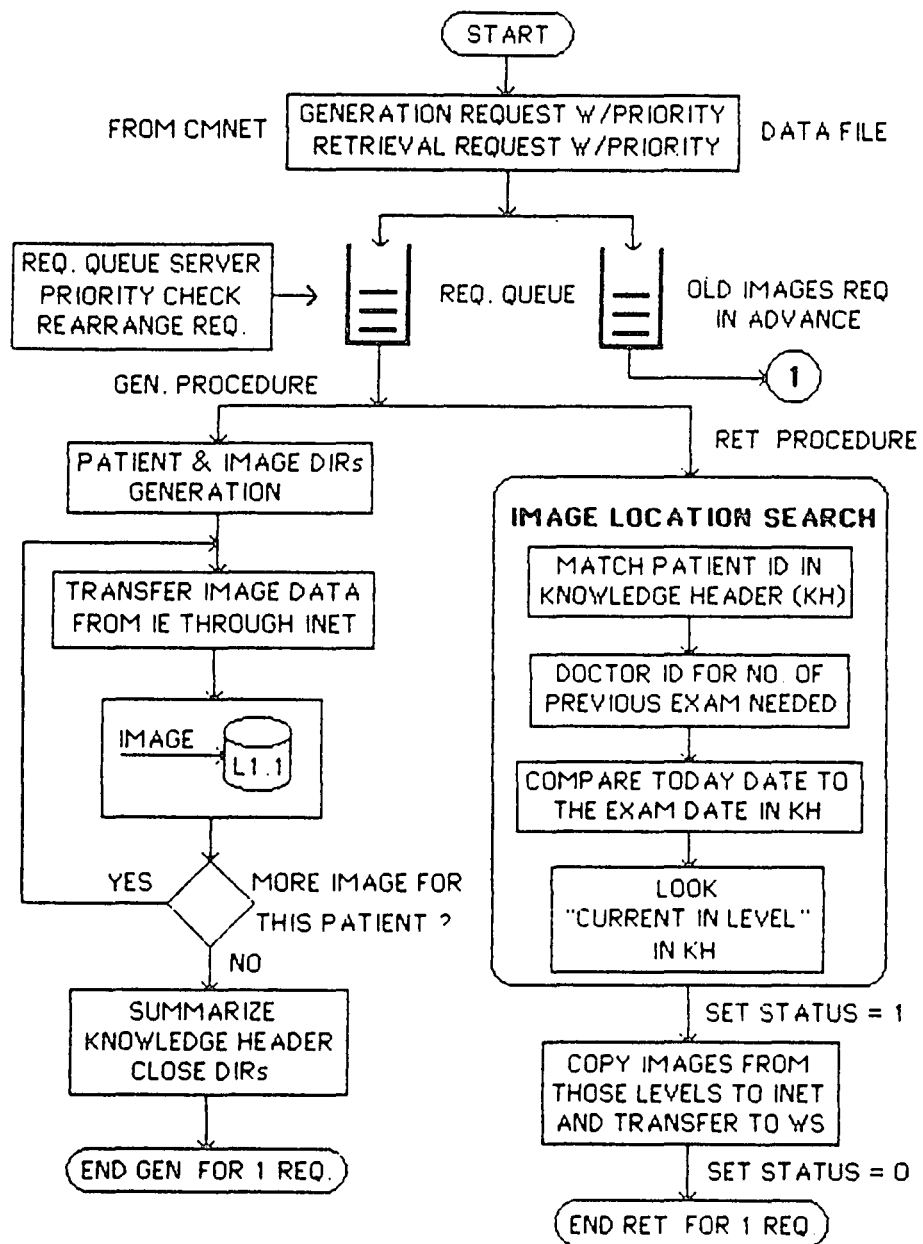 START
FROM CMNET
GENERATION REQUEST W/PRIORITY
RETRIEVAL REQUEST W/PRIORITY
DATA FILE
REQ. QUEUE SERVER
PRIORITY CHECK
REARRANGE REQ.
REQ. QUEUE
OLD IMAGES REQ
IN ADVANCE
1
GEN. PROCEDURE
RET PROCEDURE
PATIENT & IMAGE DIRs
GENERATION
TRANSFER IMAGE DATA
FROM IE THROUGH INET
IMAGE
L1.1
YES
MORE IMAGE FOR
THIS PATIENT ?
NO
SUMMARIZE
KNOWLEDGE HEADER
CLOSE DIRs
END GEN FOR 1 REQ.
IMAGE LOCATION SEARCH
MATCH PATIENT ID IN
KNOWLEDGE HEADER (KH)
DOCTOR ID FOR NO. OF
PREVIOUS EXAM NEEDED
COMPARE TODAY DATE TO
THE EXAM DATE IN KH
LOOK
"CURRENT IN LEVEL"
IN KH
SET STATUS = 1
COPY IMAGES FROM
THOSE LEVELS TO INET
AND TRANSFER TO WS
SET STATUS = 0
END RET FOR 1 REQ.